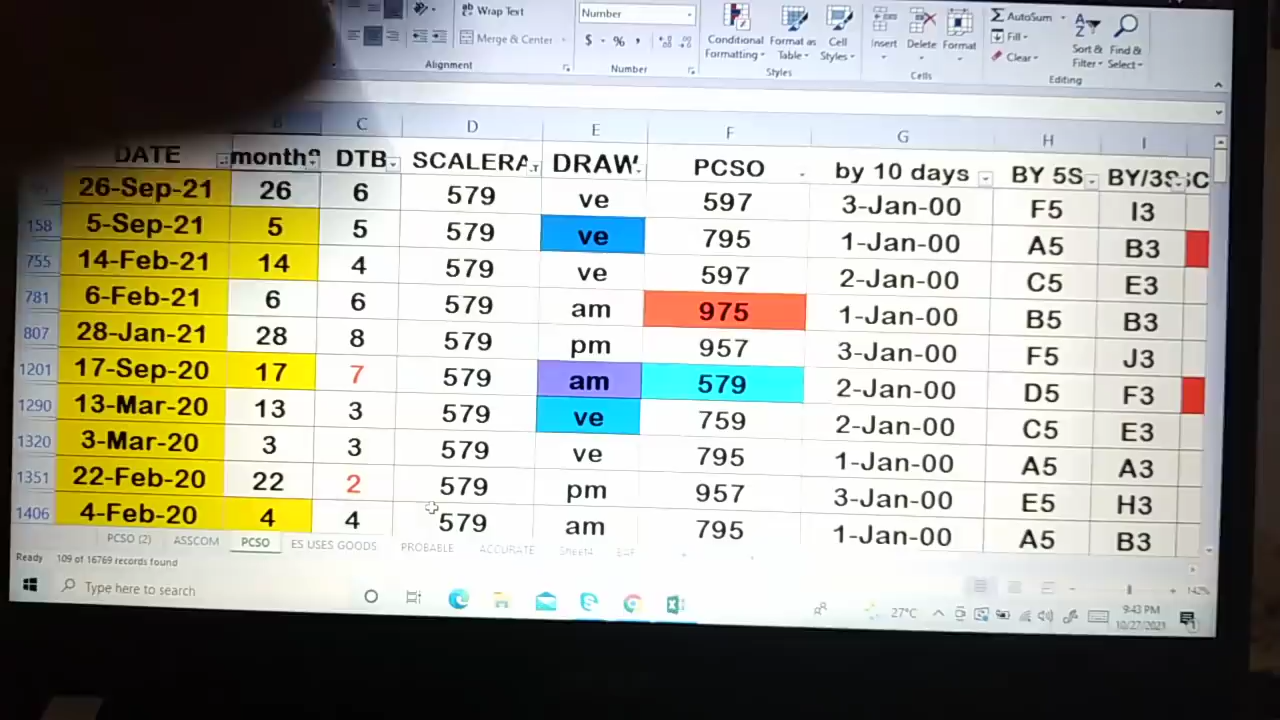 Wrap Text
Number
AutoSum
Merge & Center
$ % ,
Conditional Formatting
Format as Table
Cell Styles
Insert
Delete
Format
Fill
Clear
Sort & Filter
Find & Select
Alignment
Number
Styles
Cells
Editing
C D E F G H I
DATE DTB DRAW PCSO by 10 days BY 5S
26-Sep-21 26 6 579 ve 597 3-Jan-00 F5 I3
158 5-Sep-21 5 5 579 ve 795 1-Jan-00 A5 B3
755 14-Feb-21 14 4 579 ve 597 2-Jan-00 C5 E3
781 6-Feb-21 6 6 579 am 975 1-Jan-00 B5 B3
807 28-Jan-21 28 8 579 pm 957 3-Jan-00 F5 J3
1201 17-Sep-20 17 7 579 am 579 2-Jan-00 D5 F3
1290 13-Mar-20 13 3 579 ve 759 2-Jan-00 C5 E3
1320 3-Mar-20 3 3 579 ve 795 1-Jan-00 A5 A3
1351 22-Feb-20 22 2 579 pm 957 3-Jan-00 E5 H3
1406 4-Feb-20 4 4 579 am 795 1-Jan-00 A5 B3
PCSO (2) ASSCOM PCSO ES USES GOODS PROBABLE ACCURATE Sheet4
Ready 109 of 16769 records found 142%
Type here to search
27°C
9:43 PM
10/27/2021